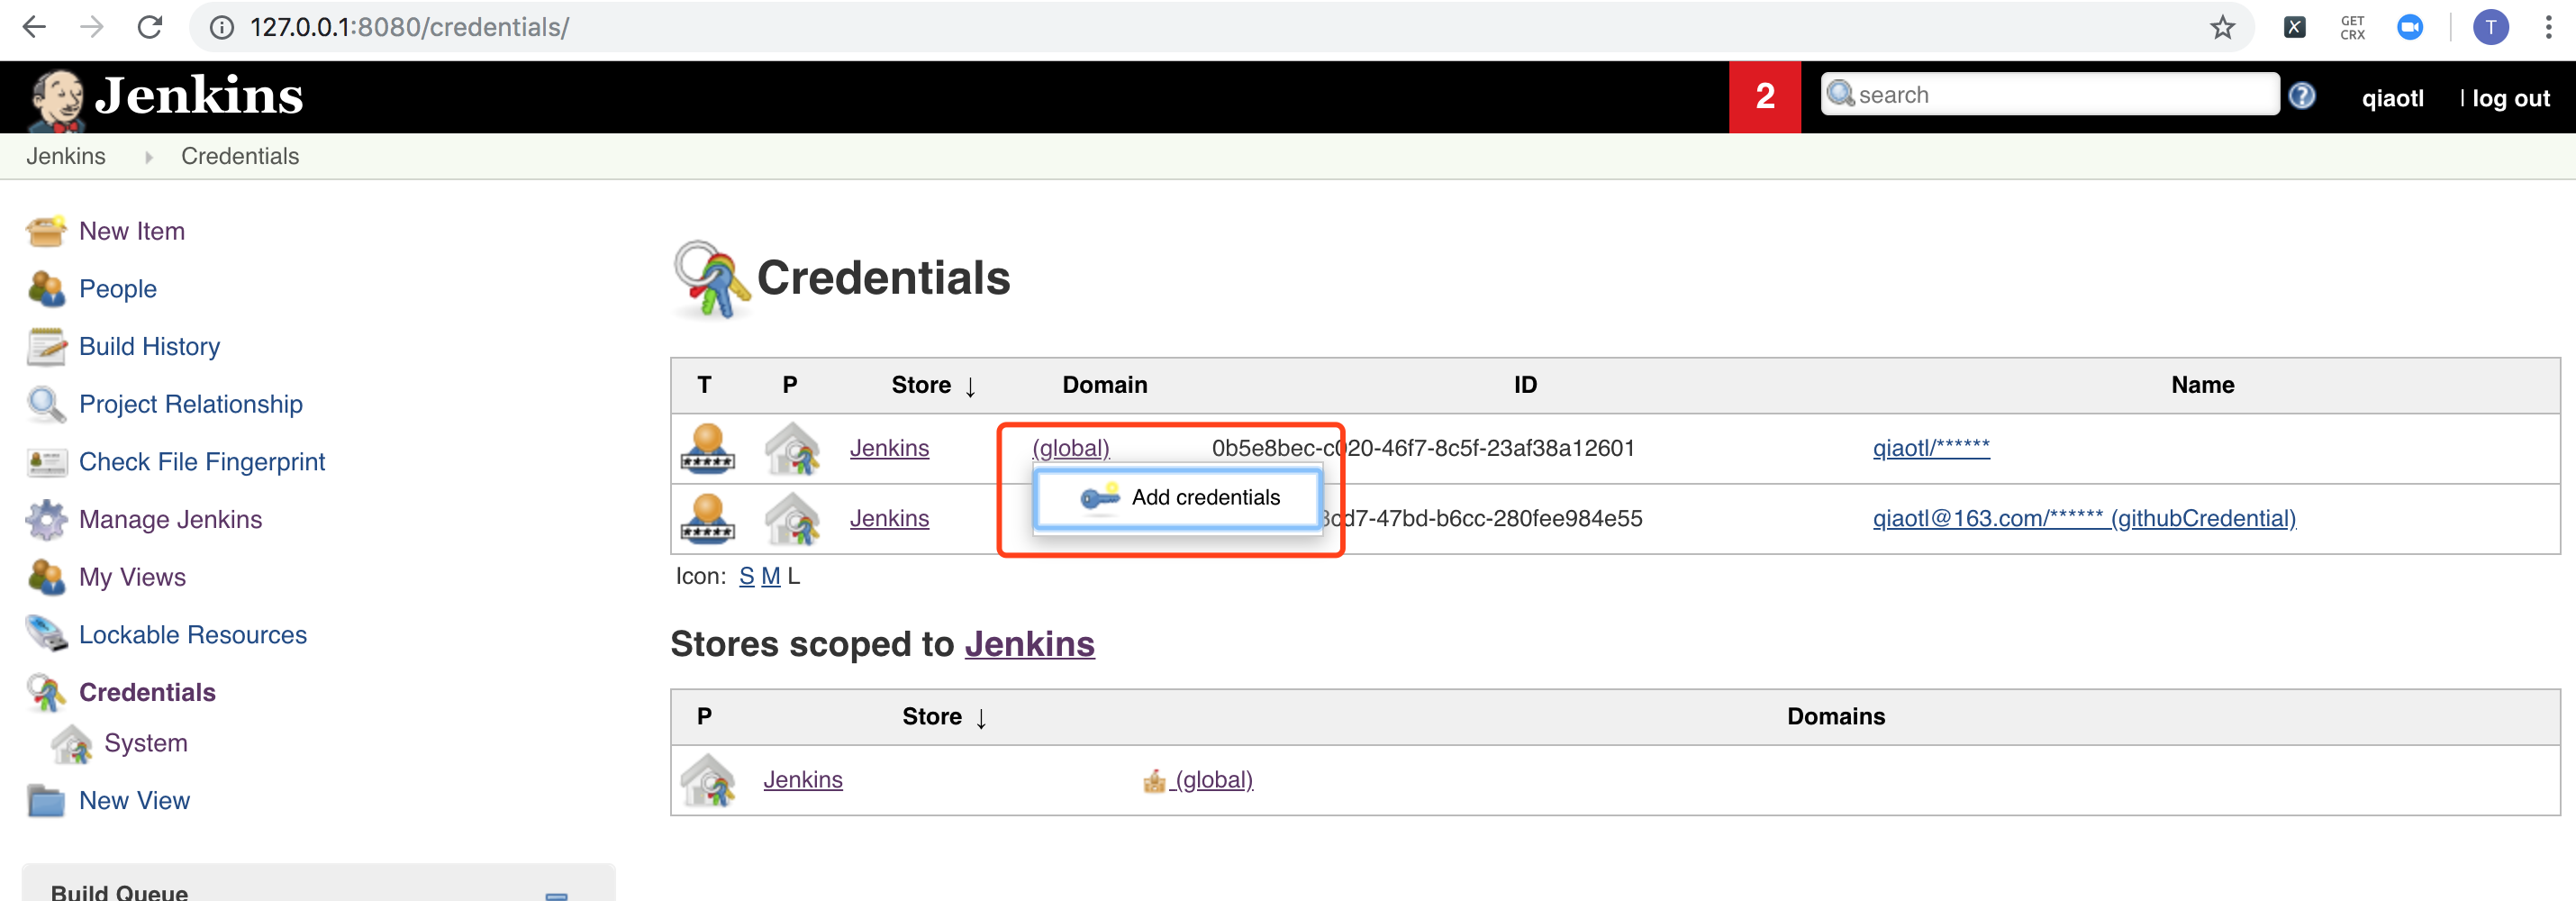 127.0.0.1:8080/credentials/
GET
CRX
T
Jenkins
2
search
qiaotl
| log out
Jenkins
Credentials
New Item
People
Build History
Project Relationship
Check File Fingerprint
Manage Jenkins
My Views
Lockable Resources
Credentials
System
New View
Build Queue
Credentials
T P Store ↓ Domain ID Name
Jenkins (global) 0b5e8bec-c020-46f7-8c5f-23af38a12601 qiaotl/******
Add credentials
Jenkins cd7-47bd-b6cc-280fee984e55 qiaotl@163.com/****** (githubCredential)
Icon: S M L
Stores scoped to Jenkins
P Store ↓ Domains
Jenkins (global)